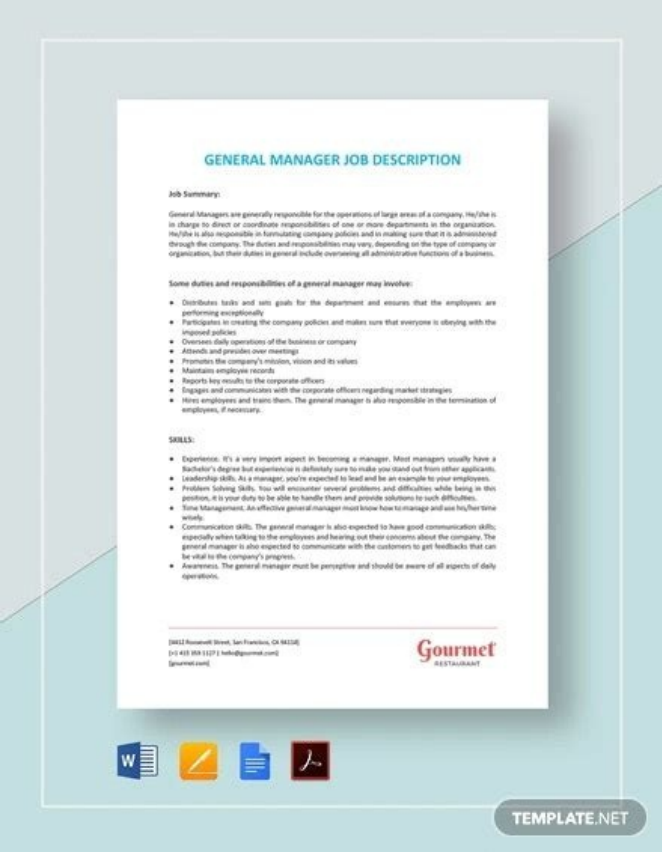 GENERAL MANAGER JOB DESCRIPTION
Job Summary:
General Managers are generally responsible for the operations of large areas of a company. He/she is
in charge to direct or coordinate responsibilities of one or more departments in the organization.
He/she is also responsible in formulating company policies and in making sure that it is administered
through the company. The duties and responsibilities may vary, depending on the type of company or
organization, but their duties in general include overseeing all administrative functions of a business.
Some duties and responsibilities of a general manager may involve:
● Distributes tasks and sets goals for the department and ensures that the employees are
performing exceptionally
● Participates in creating the company policies and makes sure that everyone is obeying with the
imposed policies
● Oversees daily operations of the business or company
● Attends and presides over meetings
● Promotes the company's mission, vision and its values
● Maintains employee records
● Reports key results to the corporate officers
● Engages and communicates with the corporate officers regarding market strategies
● Hires employees and trains them. The general manager is also responsible in the termination of
employees, if necessary.
SKILLS:
● Experience. It's a very import aspect in becoming a manager. Most managers usually have a
Bachelor's degree but experience is definitely sure to make you stand out from other applicants.
● Leadership skills. As a manager, you're expected to lead and be an example to your employees.
● Problem Solving Skills. You will encounter several problems and difficulties while being in this
position, it is your duty to be able to handle them and provide solutions to such difficulties.
● Time Management. An effective general manager must know how to manage and use his/her time
wisely.
● Communication skills. The general manager is also expected to have good communication skills;
especially when talking to the employees and hearing out their concerns about the company. The
general manager is also expected to communicate with the customers to get feedbacks that can
be vital to the company's progress.
● Awareness. The general manager must be perceptive and should be aware of all aspects of daily
operations.
Roosevelt Street, San Francisco, CA
hello@gourmet.com]
[gourmet.com]
Gourmet
RESTAURANT
W
TEMPLATE.NET